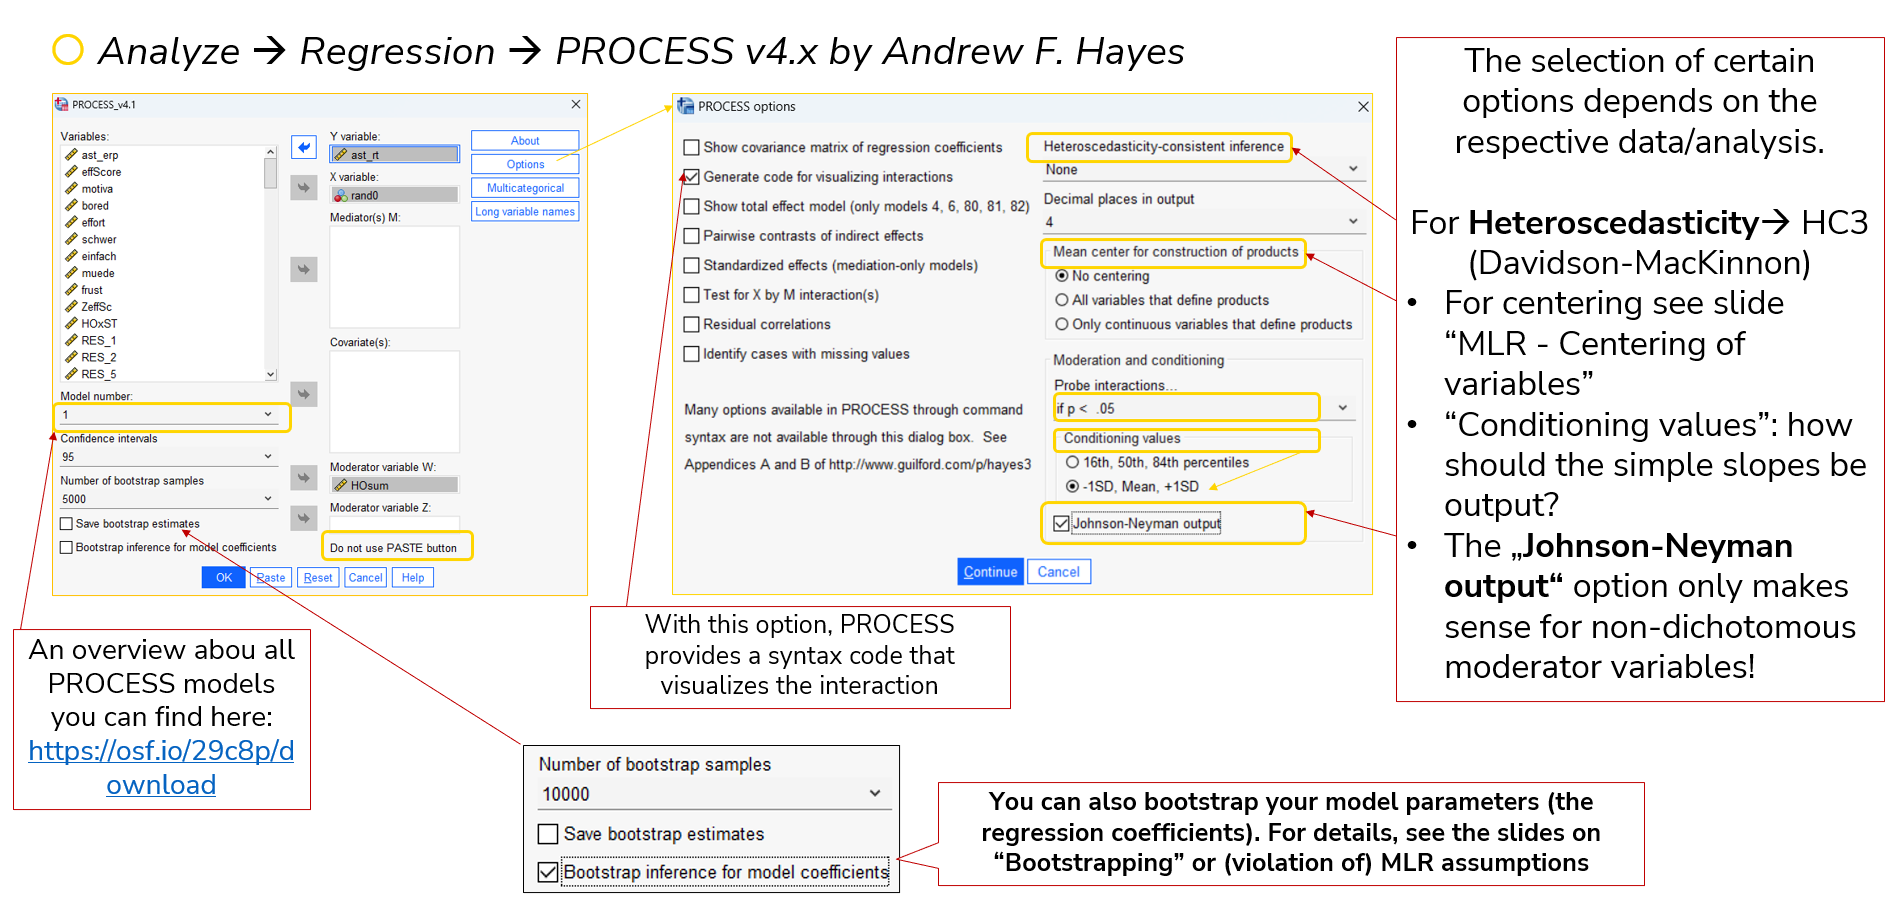 Analyze → Regression → PROCESS v4.x by Andrew F. Hayes
PROCESS_v4.1
Variables:
ast_erp
effScore
motiva
bored
effort
schwer
einfach
muede
frust
ZeffSc
HOxST
RES_1
RES_2
RES_5
Model number:
1
Confidence intervals
95
Number of bootstrap samples
5000
Save bootstrap estimates
Bootstrap inference for model coefficients
Y variable:
ast_rt
X variable:
rand0
Mediator(s) M:
Covariate(s):
Moderator variable W:
HOsum
Moderator variable Z:
Do not use PASTE button
About
Options
Multicategorical
Long variable names
OK
Paste
Reset
Cancel
Help
PROCESS options
Show covariance matrix of regression coefficients
Generate code for visualizing interactions
Show total effect model (only models 4, 6, 80, 81, 82)
Pairwise contrasts of indirect effects
Standardized effects (mediation-only models)
Test for X by M interaction(s)
Residual correlations
Identify cases with missing values
Many options available in PROCESS through command
syntax are not available through this dialog box. See
Appendices A and B of http://www.guilford.com/p/hayes3
Heteroscedasticity-consistent inference
None
Decimal places in output
4
Mean center for construction of products
No centering
All variables that define products
Only continuous variables that define products
Moderation and conditioning
Probe interactions...
if p < .05
Conditioning values
16th, 50th, 84th percentiles
-1SD, Mean, +1SD
Johnson-Neyman output
Continue
Cancel
The selection of certain
options depends on the
respective data/analysis.
For Heteroscedasticity→ HC3
(Davidson-MacKinnon)
• For centering see slide
“MLR - Centering of
variables”
• “Conditioning values”: how
should the simple slopes be
output?
• The „Johnson-Neyman
output“ option only makes
sense for non-dichotomous
moderator variables!
An overview abou all
PROCESS models
you can find here:
https://osf.io/29c8p/d
ownload
With this option, PROCESS
provides a syntax code that
visualizes the interaction
Number of bootstrap samples
10000
Save bootstrap estimates
Bootstrap inference for model coefficients
You can also bootstrap your model parameters (the
regression coefficients). For details, see the slides on
“Bootstrapping” or (violation of) MLR assumptions